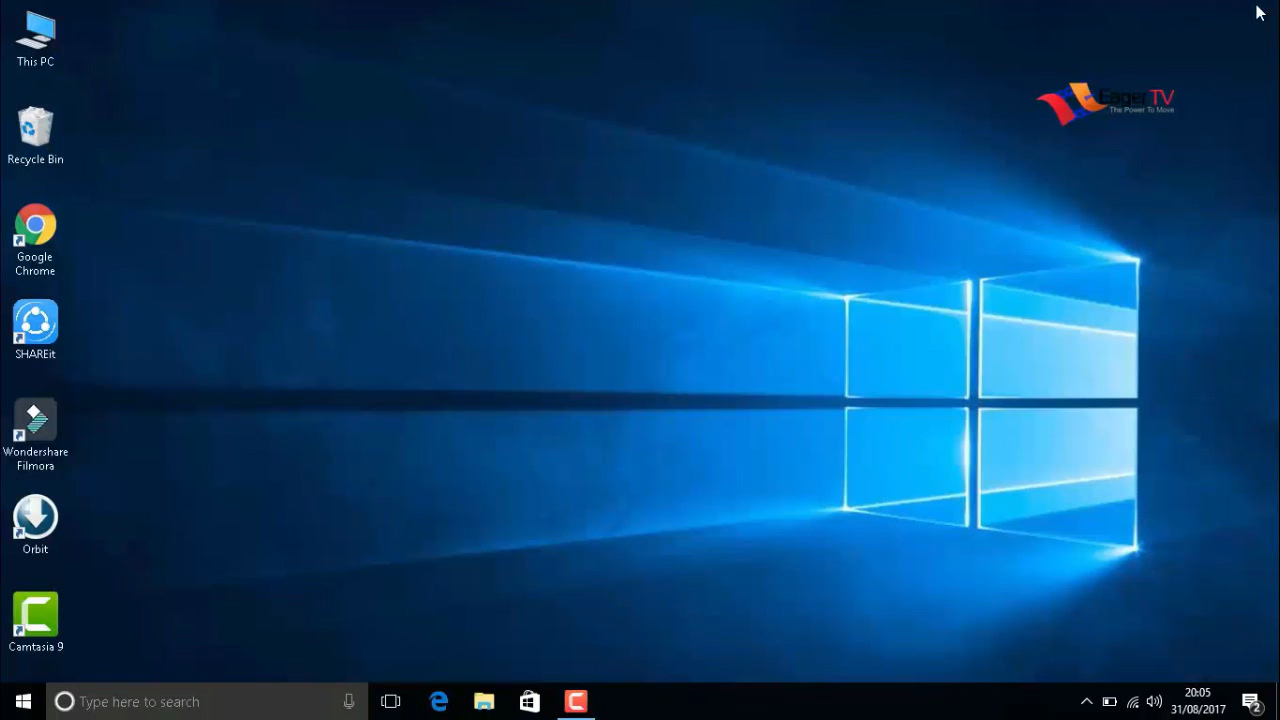 This PC
Recycle Bin
Google
Chrome
SHAREit
Wondershare
Filmora
Orbit
Camtasia 9
EagerTV
The Power To Move
Type here to search
20:05
31/08/2017
2